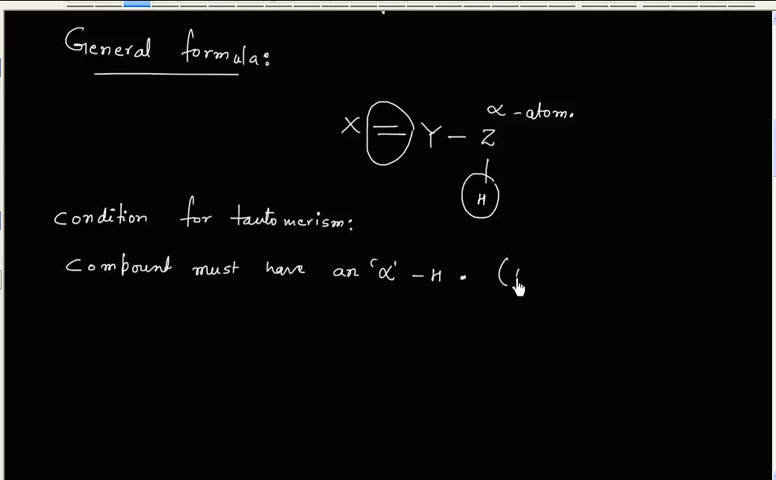 General formula:
α - atom.
X = Y - Z
H
Condition for tautomerism:
Compound must have an 'α' - H . (